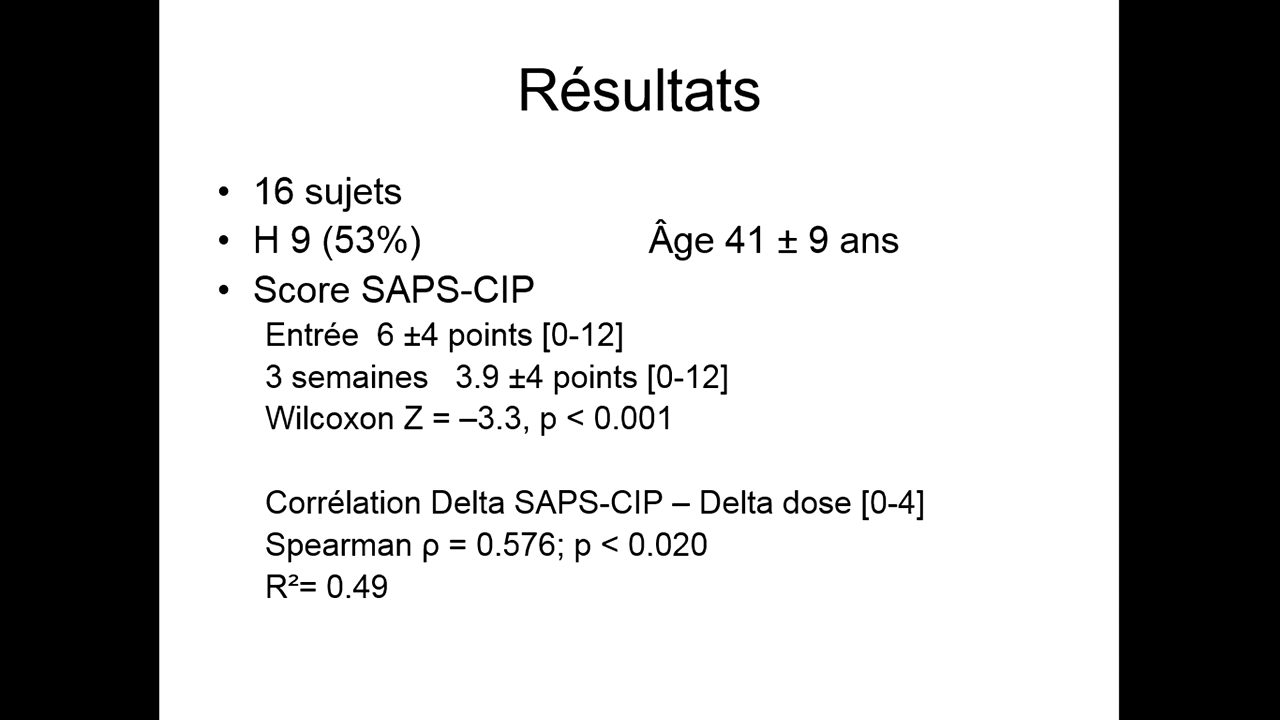 Résultats
• 16 sujets
• H 9 (53%) Âge 41 ± 9 ans
• Score SAPS-CIP
Entrée 6 ±4 points [0-12]
3 semaines 3.9 ±4 points [0-12]
Wilcoxon Z = –3.3, p < 0.001
Corrélation Delta SAPS-CIP – Delta dose [0-4]
Spearman ρ = 0.576; p < 0.020
R²= 0.49